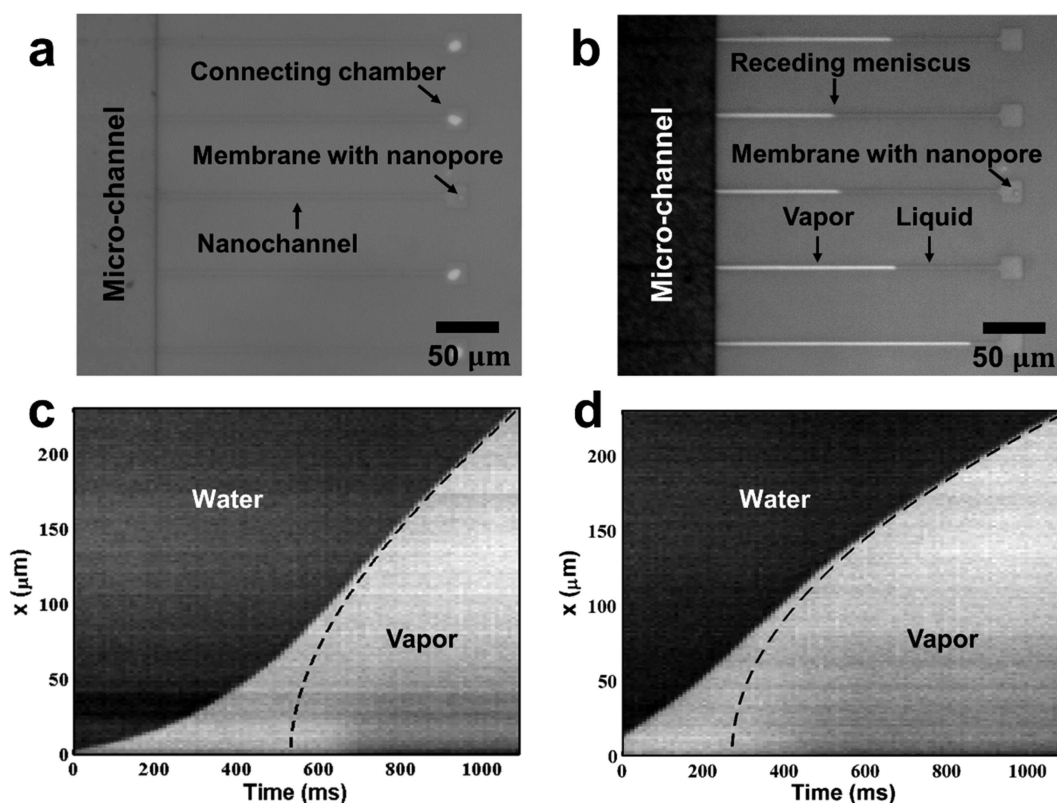 a
Connecting chamber
Membrane with nanopore
Nanochannel
Micro-channel
50 µm
b
Receding meniscus
Membrane with nanopore
Vapor
Liquid
Micro-channel
50 µm
c
Water
Vapor
x (µm)
200
150
100
50
0
0 200 400 600 800 1000
Time (ms)
d
Water
Vapor
x (µm)
200
150
100
50
0
0 200 400 600 800 1000
Time (ms)